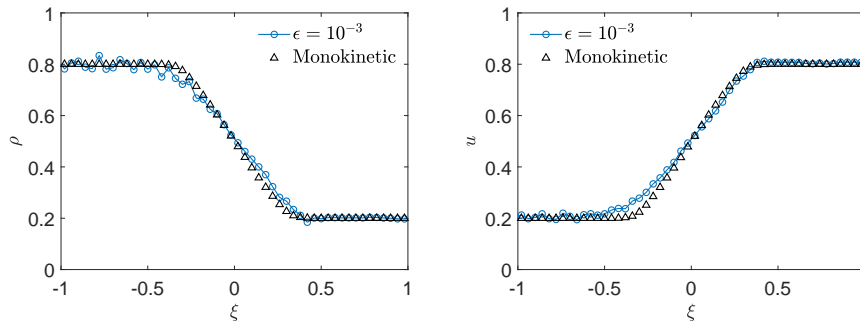 1
0.8
0.6
0.4
0.2
0
ρ
-1 -0.5 0 0.5 1
ξ
ϵ = 10⁻³
Monokinetic
1
0.8
0.6
0.4
0.2
0
u
-1 -0.5 0 0.5
ξ
ϵ = 10⁻³
Monokinetic